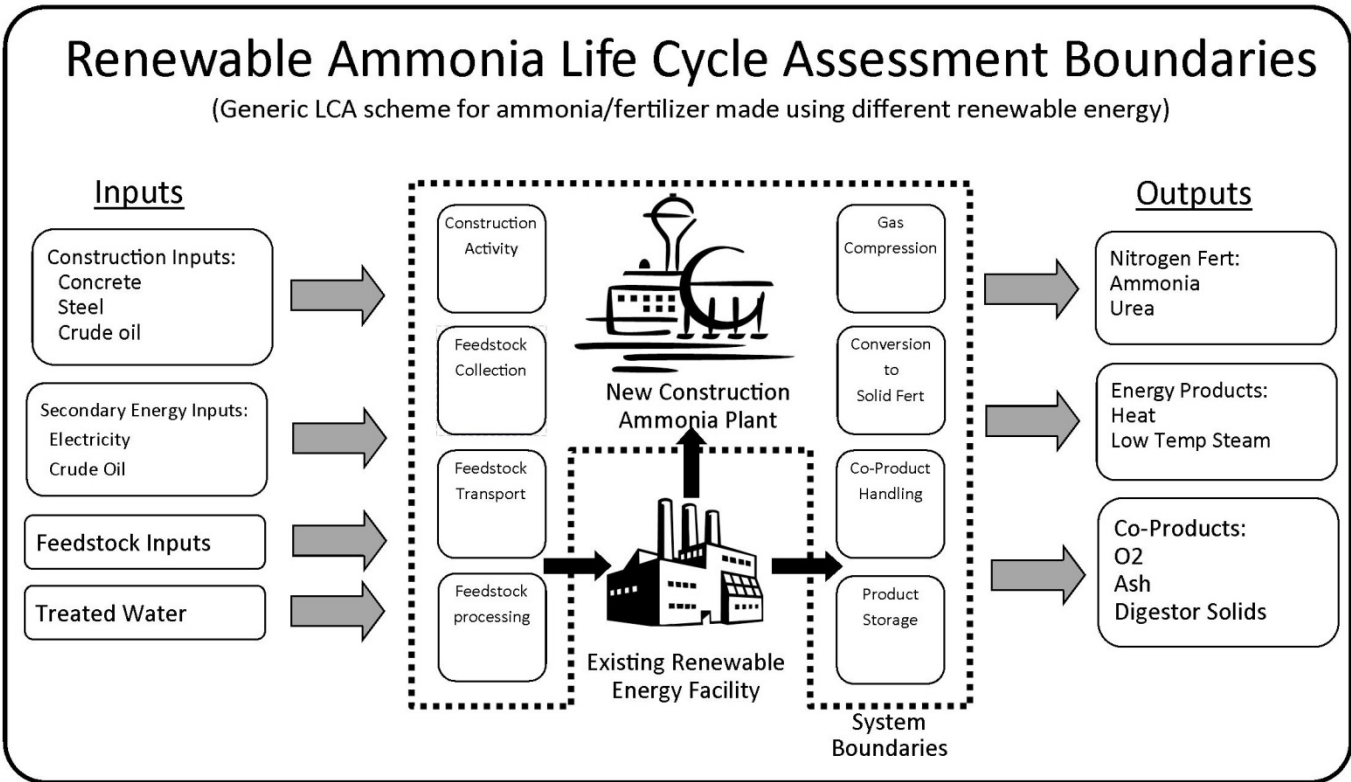 Renewable Ammonia Life Cycle Assessment Boundaries
(Generic LCA scheme for ammonia/fertilizer made using different renewable energy)
Inputs
Construction Inputs:
Concrete
Steel
Crude oil
Secondary Energy Inputs:
Electricity
Crude Oil
Feedstock Inputs
Treated Water
Construction
Activity
Feedstock
Collection
Feedstock
Transport
Feedstock
processing
New Construction
Ammonia Plant
Existing Renewable
Energy Facility
Gas
Compression
Conversion
to
Solid Fert
Co-Product
Handling
Product
Storage
System
Boundaries
Outputs
Nitrogen Fert:
Ammonia
Urea
Energy Products:
Heat
Low Temp Steam
Co-Products:
O2
Ash
Digestor Solids